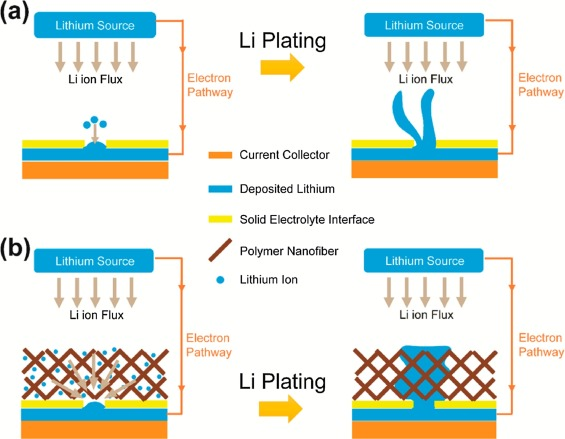 (a)
Lithium Source
Li ion Flux
Electron
Pathway
Li Plating
Lithium Source
Li ion Flux
Electron
Pathway
Current Collector
Deposited Lithium
Solid Electrolyte Interface
Polymer Nanofiber
Lithium Ion
(b)
Lithium Source
Li ion Flux
Electron
Pathway
Li Plating
Lithium Source
Li ion Flux
Electron
Pathway